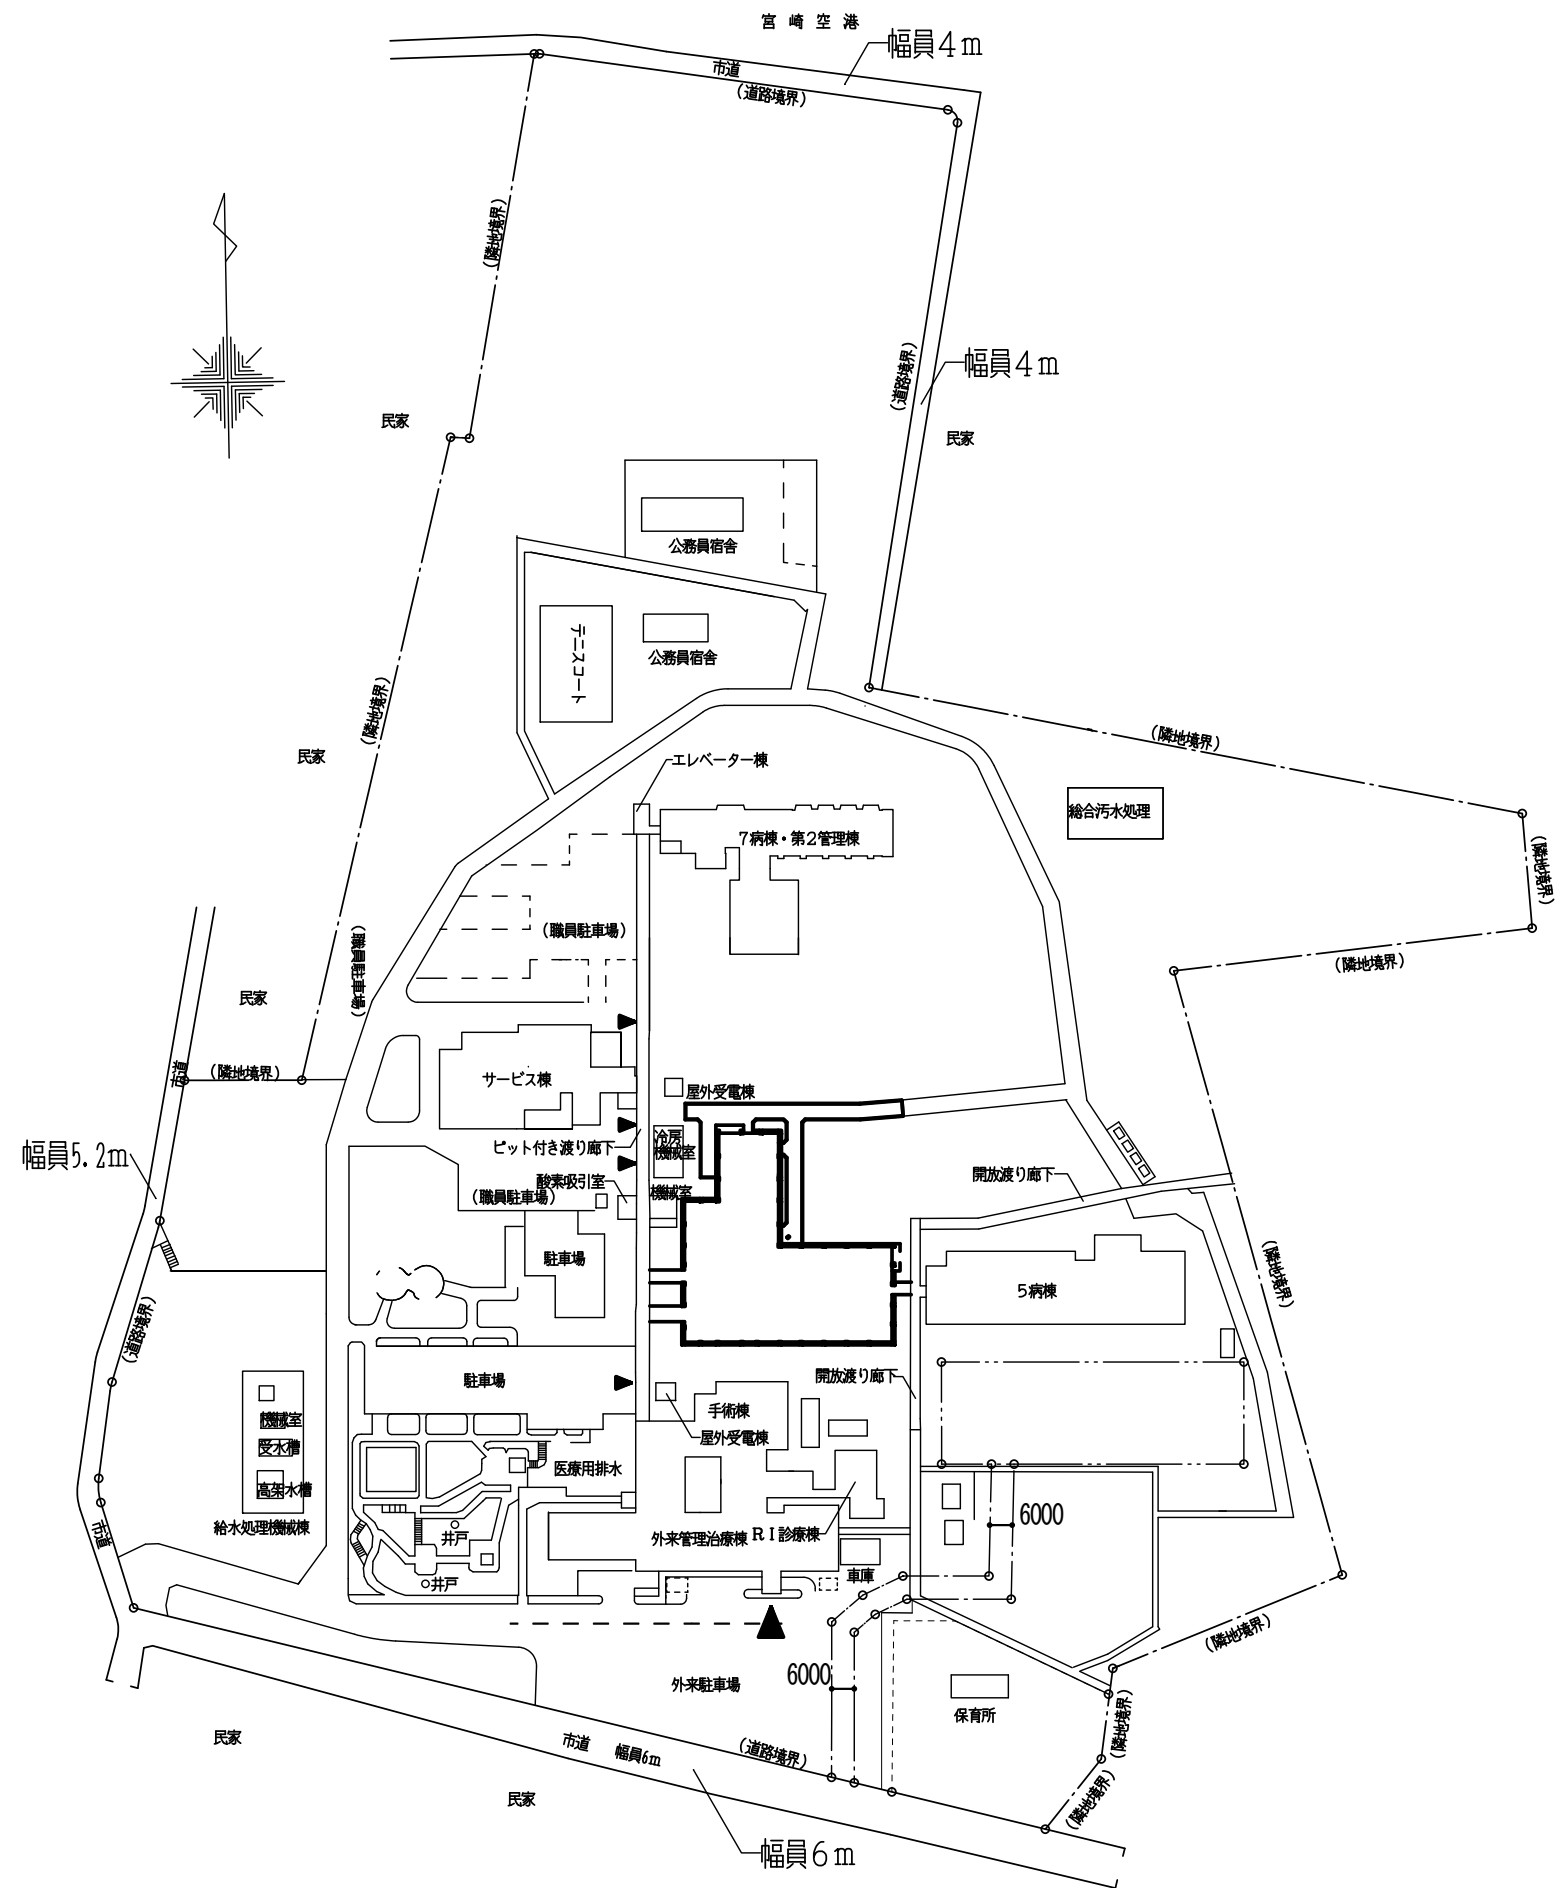 宮崎空港
幅員4m
市道
(道路境界)
(隣地境界)
(道路境界)
幅員4m
民家
民家
公務員宿舎
テニスコート
公務員宿舎
(隣地境界)
(隣地境界)
民家
エレベーター棟
総合汚水処理
7病棟・第2管理棟
(隣地境界)
(職員駐車場)
(職員駐車場)
(隣地境界)
民家
市道
(隣地境界)
サービス棟
屋外受電棟
冷房
機械室
ピット付き渡り廊下
幅員5.2m
酸素吸引室
機械室
(職員駐車場)
開放渡り廊下
駐車場
5病棟
(隣地境界)
(道路境界)
駐車場
開放渡り廊下
手術棟
屋外受電棟
機械室
受水槽
高架水槽
給水処理機械棟
医療用排水
市道
井戸
井戸
外来管理治療棟
RI診療棟
車庫
6000
(隣地境界)
外来駐車場
6000
保育所
(隣地境界)
民家
市道
幅員6m
(道路境界)
(隣地境界)
民家
幅員6m